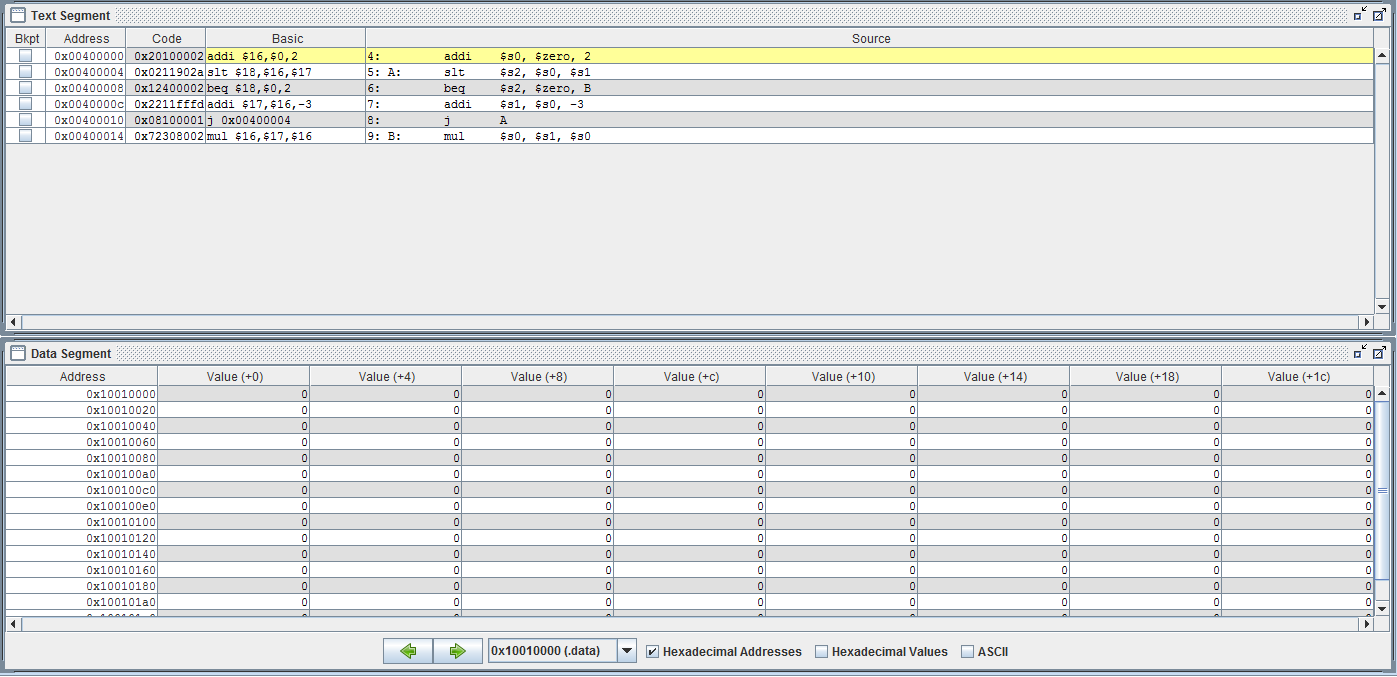 Text Segment
Bkpt Address Code Basic Source
0x00400000 0x20100002 addi $16,$0,2 4: addi $s0, $zero, 2
0x00400004 0x0211902a slt $18,$16,$17 5: A: slt $s2, $s0, $s1
0x00400008 0x12400002 beq $18,$0,2 6: beq $s2, $zero, B
0x0040000c 0x2211fffd addi $17,$16,-3 7: addi $s1, $s0, -3
0x00400010 0x08100001 j 0x00400004 8: j A
0x00400014 0x72308002 mul $16,$17,$16 9: B: mul $s0, $s1, $s0
Data Segment
Address Value (+0) Value (+4) Value (+8) Value (+c) Value (+10) Value (+14) Value (+18) Value (+1c)
0x10010000 0 0 0 0 0 0 0 0
0x10010020 0 0 0 0 0 0 0 0
0x10010040 0 0 0 0 0 0 0 0
0x10010060 0 0 0 0 0 0 0 0
0x10010080 0 0 0 0 0 0 0 0
0x100100a0 0 0 0 0 0 0 0 0
0x100100c0 0 0 0 0 0 0 0 0
0x100100e0 0 0 0 0 0 0 0 0
0x10010100 0 0 0 0 0 0 0 0
0x10010120 0 0 0 0 0 0 0 0
0x10010140 0 0 0 0 0 0 0 0
0x10010160 0 0 0 0 0 0 0 0
0x10010180 0 0 0 0 0 0 0 0
0x100101a0 0 0 0 0 0 0 0 0
0x10010000 (.data) Hexadecimal Addresses Hexadecimal Values ASCII